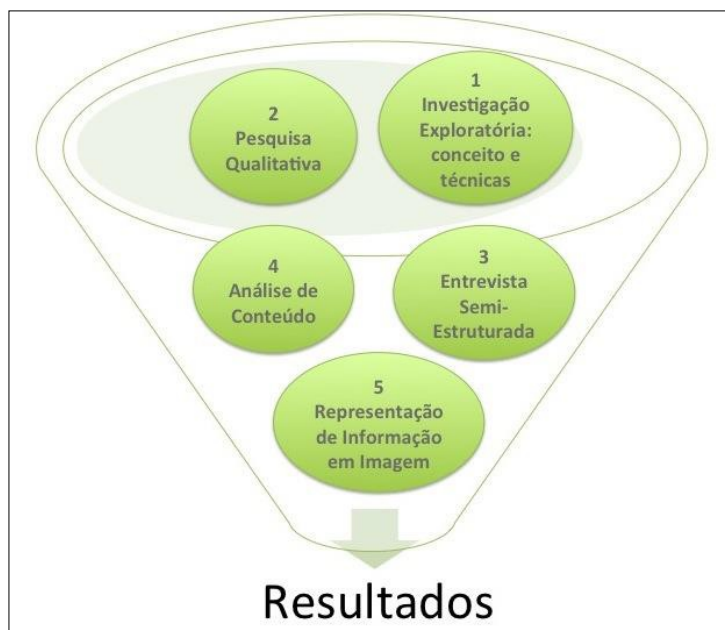 1
Investigação
Exploratória:
conceito e
técnicas
2
Pesquisa
Qualitativa
3
Entrevista
Semi-
Estruturada
4
Análise de
Conteúdo
5
Representação
de Informação
em Imagem
Resultados